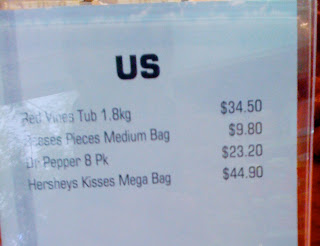 US
Red Vines Tub 1.8kg $34.50
Reeses Pieces Medium Bag $9.80
Dr Pepper 8 Pk $23.20
Hersheys Kisses Mega Bag $44.90